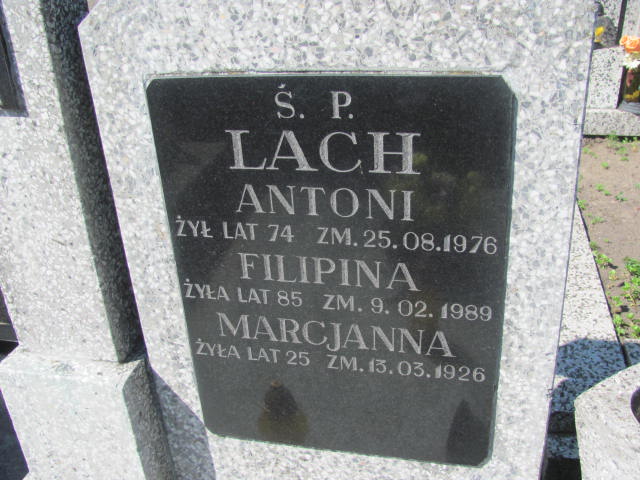 Ś. P.
LACH
ANTONI
ŻYŁ LAT 74 ZM. 25.08.1976
FILIPINA
ŻYŁA LAT 85 ZM. 9.02.1989
MARCJANNA
ŻYŁA LAT 25 ZM. 13.03.1926